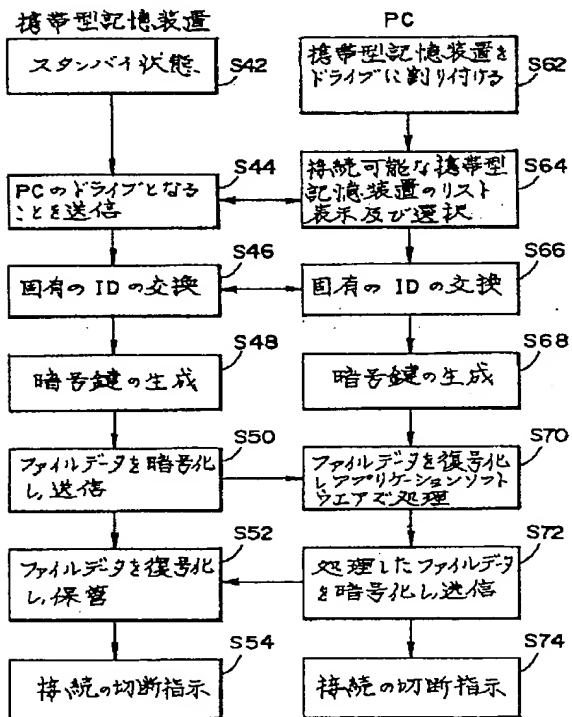 携帯型記憶装置
PC
スタンバイ状態
S42
携帯型記憶装置を
ドライブに割り付ける
S62
PCのドライブとなる
ことを送信
S44
接続可能な携帯型
記憶装置のリスト
表示及び選択
S64
固有の ID の交換
S46
固有の ID の交換
S66
暗号鍵の生成
S48
暗号鍵の生成
S68
ファイルデータを暗号化
し,送信
S50
ファイルデータを復号化
しアプリケーションソフト
ウエアで処理
S70
ファイルデータを復号化
し,保管
S52
処理したファイルデータ
を暗号化し,送信
S72
接続の切断指示
S54
接続の切断指示
S74